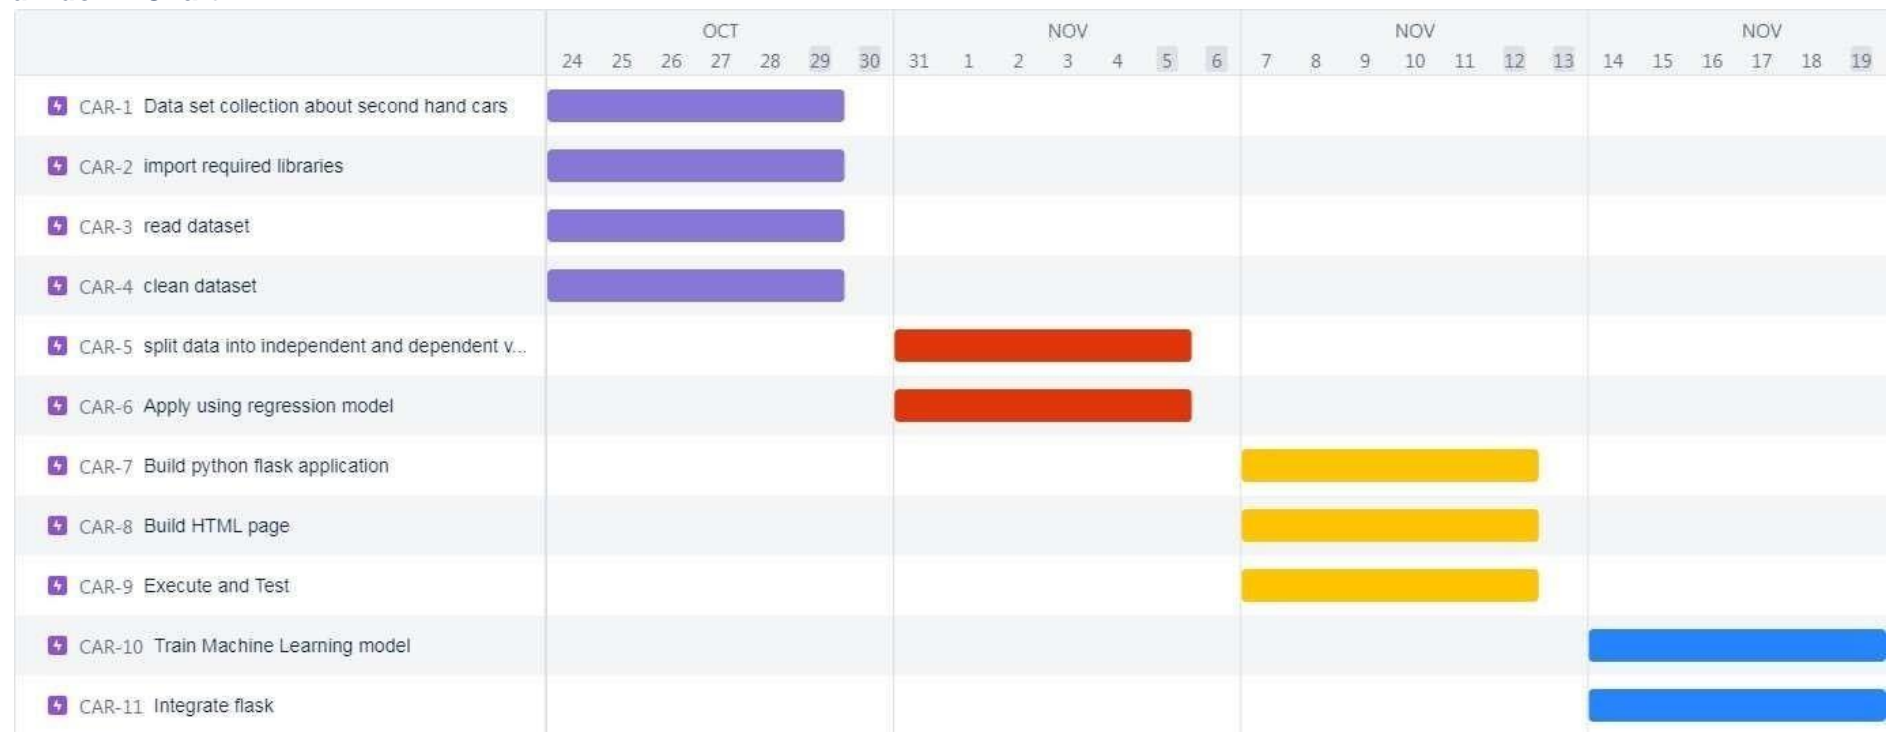 OCT NOV NOV NOV
24 25 26 27 28 29 30 31 1 2 3 4 5 6 7 8 9 10 11 12 13 14 15 16 17 18 19
CAR-1 Data set collection about second hand cars
CAR-2 import required libraries
CAR-3 read dataset
CAR-4 clean dataset
CAR-5 split data into independent and dependent v...
CAR-6 Apply using regression model
CAR-7 Build python flask application
CAR-8 Build HTML page
CAR-9 Execute and Test
CAR-10 Train Machine Learning model
CAR-11 Integrate flask